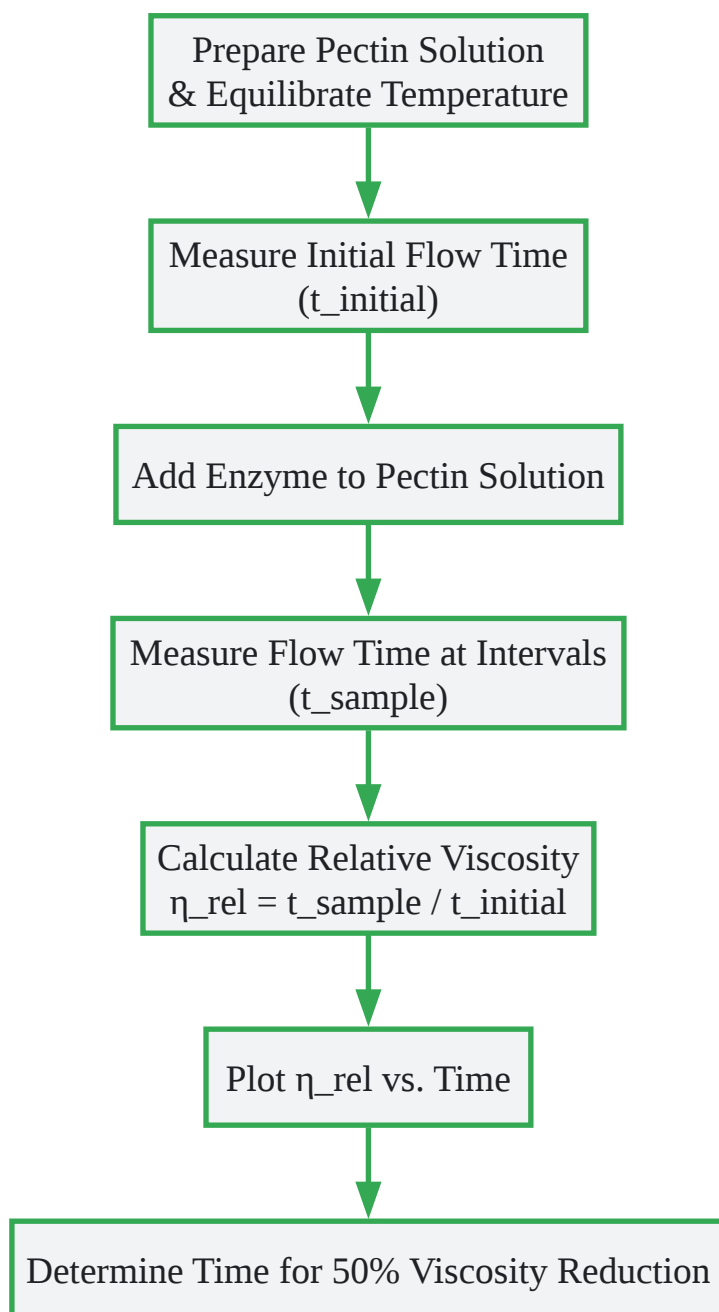 Prepare Pectin Solution
& Equilibrate Temperature
Measure Initial Flow Time
(t_initial)
Add Enzyme to Pectin Solution
Measure Flow Time at Intervals
(t_sample)
Calculate Relative Viscosity
η_rel = t_sample / t_initial
Plot η_rel vs. Time
Determine Time for 50% Viscosity Reduction